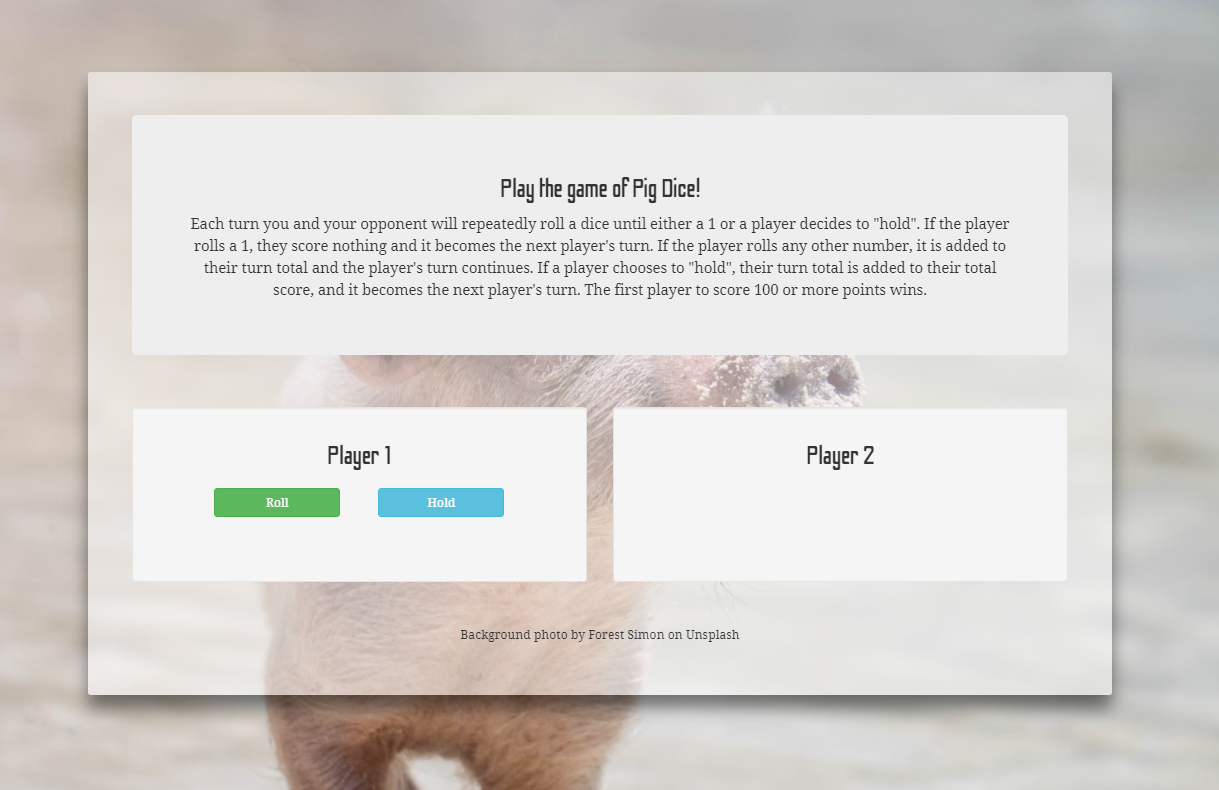 Play the game of Pig Dice!
Each turn you and your opponent will repeatedly roll a dice until either a 1 or a player decides to "hold". If the player
rolls a 1, they score nothing and it becomes the next player's turn. If the player rolls any other number, it is added to
their turn total and the player's turn continues. If a player chooses to "hold", their turn total is added to their total
score, and it becomes the next player's turn. The first player to score 100 or more points wins.
Player 1
Roll Hold
Player 2
Background photo by Forest Simon on Unsplash